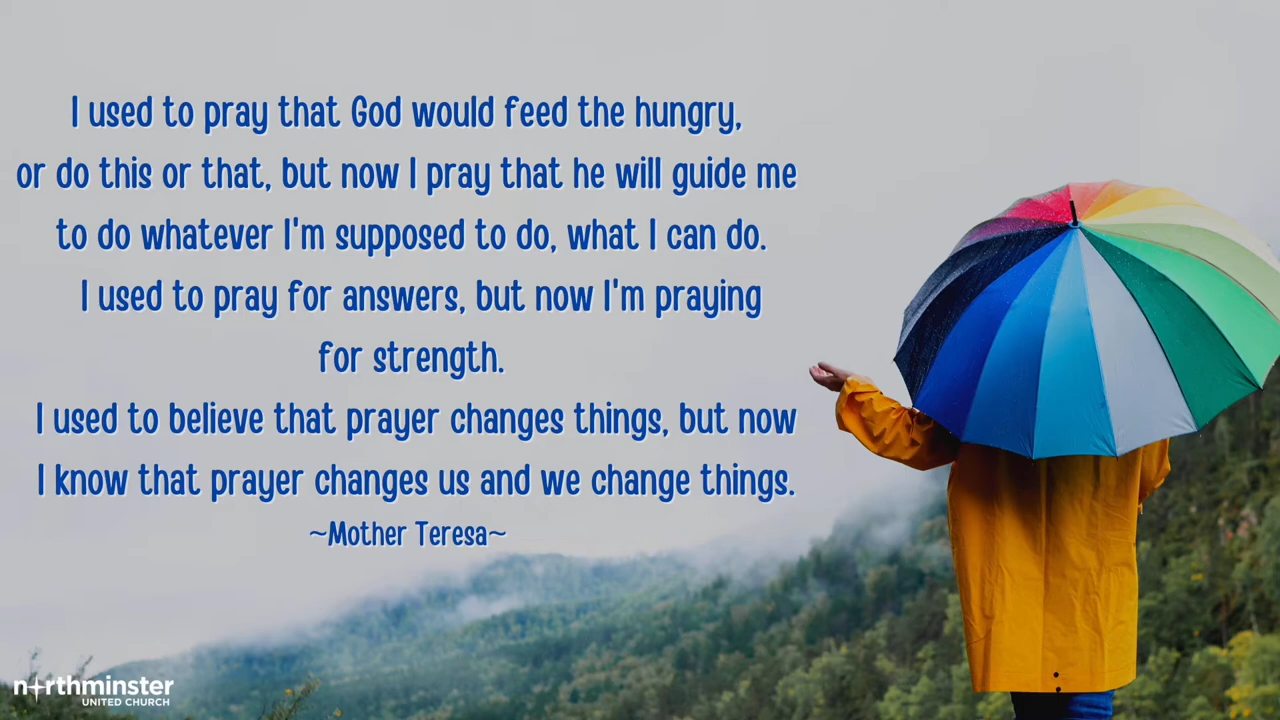 I used to pray that God would feed the hungry,
or do this or that, but now I pray that he will guide me
to do whatever I'm supposed to do, what I can do.
I used to pray for answers, but now I'm praying
for strength.
I used to believe that prayer changes things, but now
I know that prayer changes us and we change things.
~Mother Teresa~
northminster
UNITED CHURCH